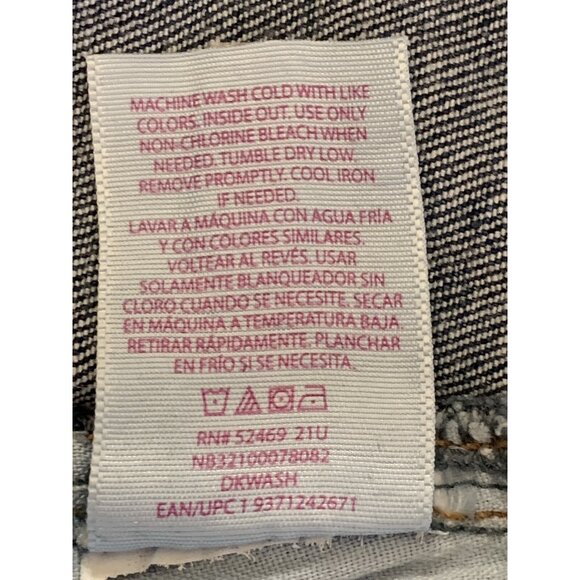 MACHINE WASH COLD WITH LIKE
COLORS. INSIDE OUT. USE ONLY
NON-CHLORINE BLEACH WHEN
NEEDED. TUMBLE DRY LOW.
REMOVE PROMPTLY. COOL IRON
IF NEEDED.
LAVAR A MÁQUINA CON AGUA FRÍA
Y CON COLORES SIMILARES.
VOLTEAR AL REVÉS. USAR
SOLAMENTE BLANQUEADOR SIN
CLORO CUANDO SE NECESITE. SECAR
EN MÁQUINA A TEMPERATURA BAJA.
RETIRAR RÁPIDAMENTE. PLANCHAR
EN FRÍO SI SE NECESITA.
RN# 52469 21U
NB32100078082
DKWASH
EAN/UPC 1 9371242671